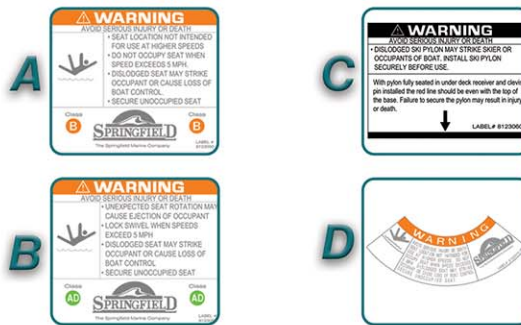 A
WARNING
AVOID SERIOUS INJURY OR DEATH
• SEAT LOCATION NOT INTENDED
FOR USE AT HIGHER SPEEDS
• DO NOT OCCUPY SEAT WHEN
SPEED EXCEEDS 5 MPH.
• DISLODGED SEAT MAY STRIKE
OCCUPANT OR CAUSE LOSS OF
BOAT CONTROL.
• SECURE UNOCCUPIED SEAT
Class
B
SPRINGFIELD
The Springfield Marine Company
Class
B
LABEL #
B
WARNING
AVOID SERIOUS INJURY OR DEATH
• UNEXPECTED SEAT ROTATION MAY
CAUSE EJECTION OF OCCUPANT
• LOCK SWIVEL WHEN SPEEDS
EXCEED 5 MPH
• DISLODGED SEAT MAY STRIKE
OCCUPANT OR CAUSE LOSS OF
BOAT CONTROL
• SECURE UNOCCUPIED SEAT
Class
AD
SPRINGFIELD
The Springfield Marine Company
Class
AD
LABEL #
C
WARNING
AVOID SERIOUS INJURY OR DEATH
• DISLODGED SKI PYLON MAY STRIKE SKIER OR
OCCUPANTS OF BOAT. INSTALL SKI PYLON
SECURELY BEFORE USE.
With pylon fully seated in under deck receiver and clevis
pin installed the red line should be even with the top of
the base. Failure to secure the pylon may result in injury
or death.
LABEL# 8123060
D
WARNING
SPRINGFIELD